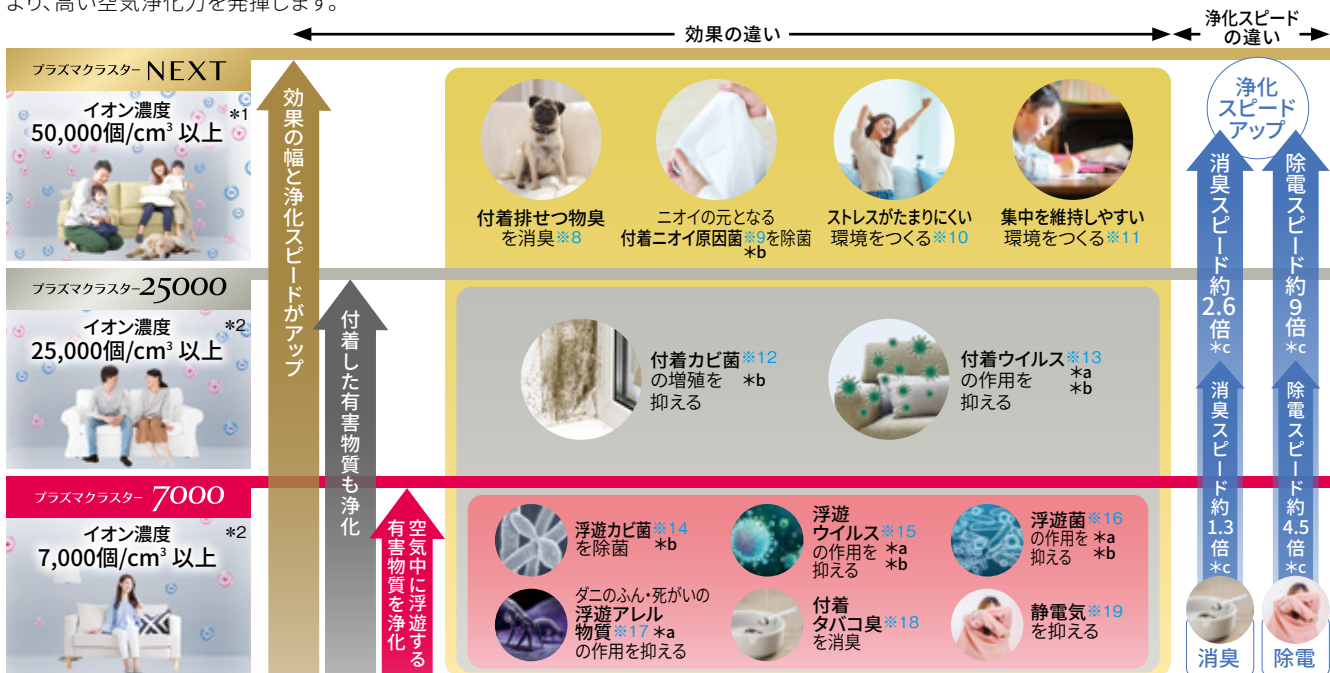 より、高い空気浄化力を発揮します。
効果の違い
浄化スピード
の違い
プラズマクラスター NEXT
イオン濃度 *1
50,000個/cm³ 以上
効果の幅と浄化スピードがアップ
付着排せつ物臭
を消臭※8
ニオイの元となる
付着ニオイ原因菌※9を除菌
*b
ストレスがたまりにくい
環境をつくる※10
集中を維持しやすい
環境をつくる※11
浄化
スピード
アップ
消臭スピード約2.6倍*c
除電スピード約9倍*c
プラズマクラスター 25000
イオン濃度 *2
25,000個/cm³ 以上
付着した有害物質も浄化
付着カビ菌※12
の増殖を *b
抑える
付着ウイルス※13
の作用を *a
抑える *b
消臭スピード約1.3倍*c
除電スピード約4.5倍*c
プラズマクラスター 7000
イオン濃度 *2
7,000個/cm³ 以上
空気中に浮遊する
有害物質を浄化
浮遊カビ菌※14
を除菌 *b
浮遊
ウイルス※15
の作用を *a
抑える *b
浮遊菌※16
の作用を *a
抑える *b
ダニのふん・死がいの
浮遊アレル
物質※17 *a
の作用を抑える
付着
タバコ臭※18
を消臭
静電気※19
を抑える
消臭
除電